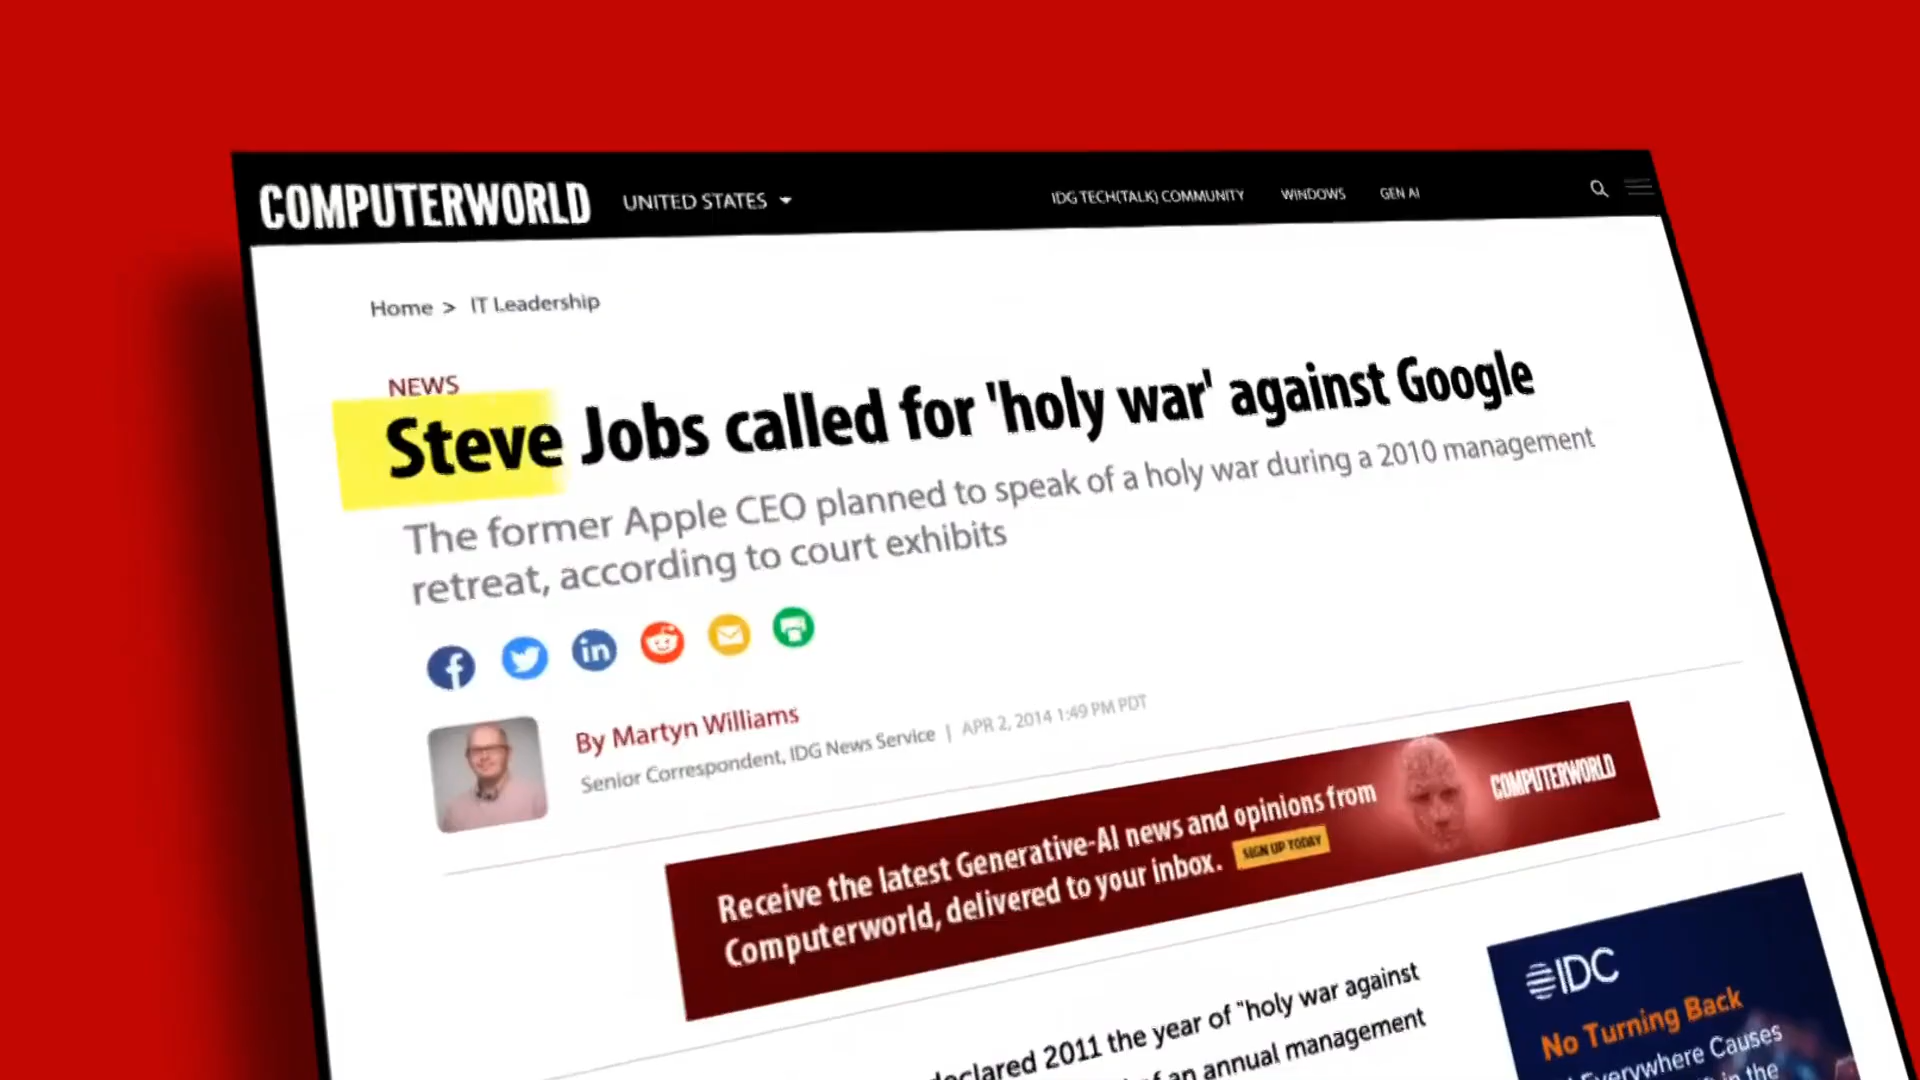 COMPUTERWORLD
UNITED STATES
IDG TECH(TALK) COMMUNITY
WINDOWS
GEN AI
Home > IT Leadership
NEWS
Steve Jobs called for 'holy war' against Google
The former Apple CEO planned to speak of a holy war during a 2010 management
retreat, according to court exhibits
By Martyn Williams
Senior Correspondent, IDG News Service | APR 2, 2014 1:49 PM PDT
Receive the latest Generative-AI news and opinions from
Computerworld, delivered to your inbox.
SIGN UP TODAY
COMPUTERWORLD
declared 2011 the year of "holy war against
of an annual management
IDC
No Turning Back
Everywhere Causes
in the